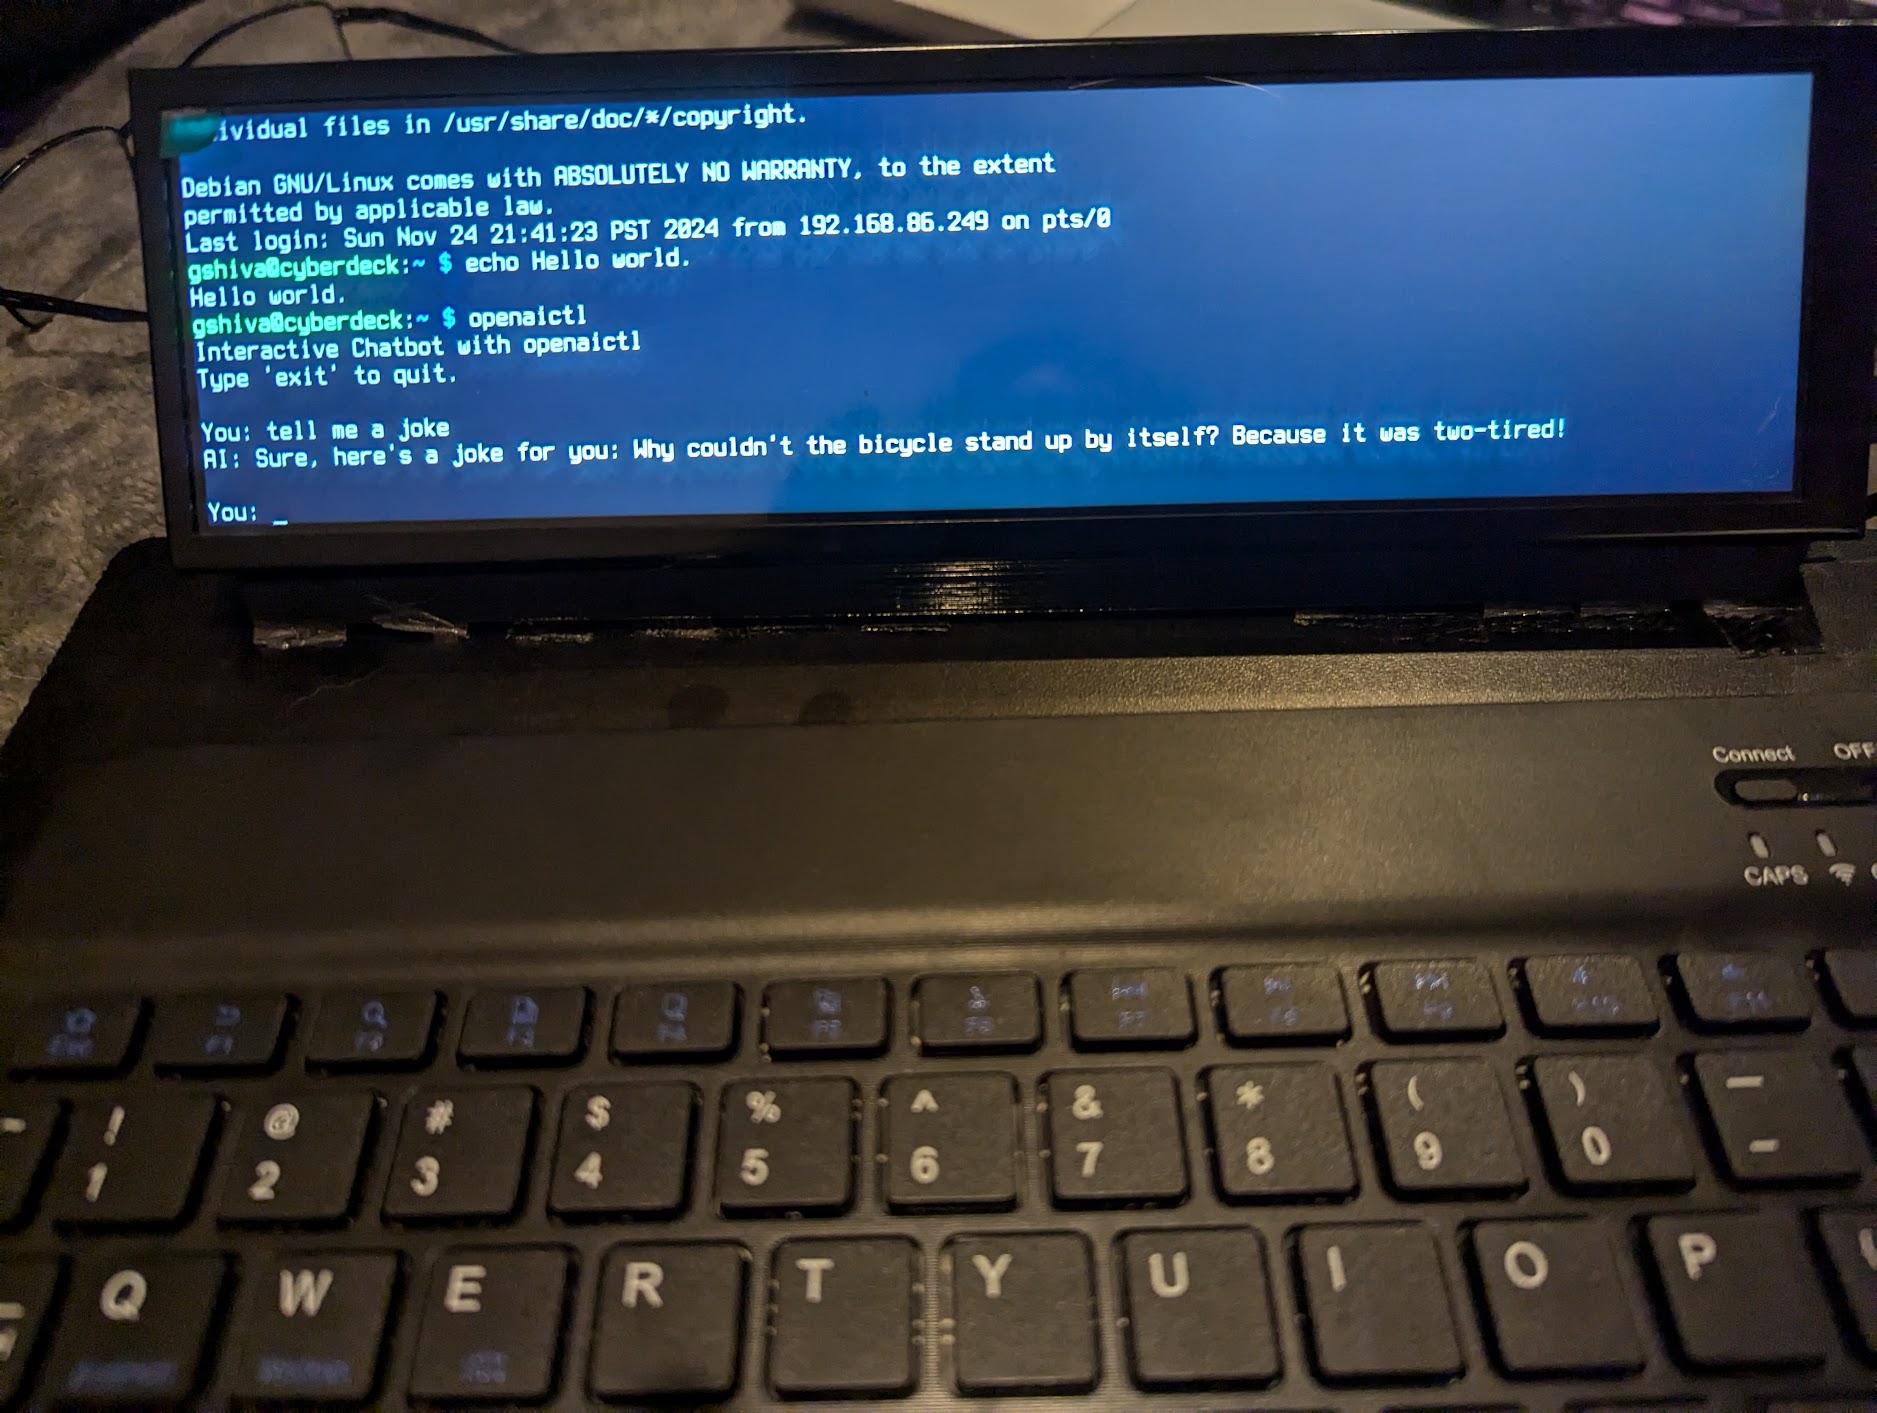 ividual files in /usr/share/doc/*/copyright.
Debian GNU/Linux comes with ABSOLUTELY NO WARRANTY, to the extent
permitted by applicable law.
Last login: Sun Nov 24 21:41:23 PST 2024 from 192.168.86.249 on pts/0
gshiva@cyberdeck:~ $ echo Hello world.
Hello world.
gshiva@cyberdeck:~ $ openaictl
Interactive Chatbot with openaictl
Type 'exit' to quit.
You: tell me a joke
AI: Sure, here's a joke for you: Why couldn't the bicycle stand up by itself? Because it was two-tired!
You: _
Connect OFF
CAPS
! @ # $ % ^ & * ( ) —
1 2 3 4 5 6 7 8 9 0 -
Q W E R T Y U I O P